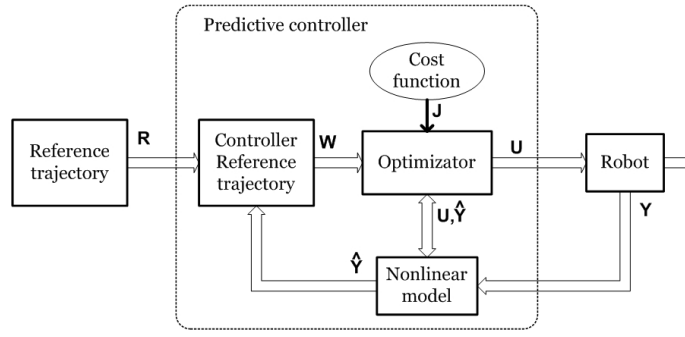 Predictive controller
Cost
function
J
Reference
trajectory
R
Controller
Reference
trajectory
W
Optimizator
U
Robot
U,Ŷ
Y
Ŷ
Nonlinear
model